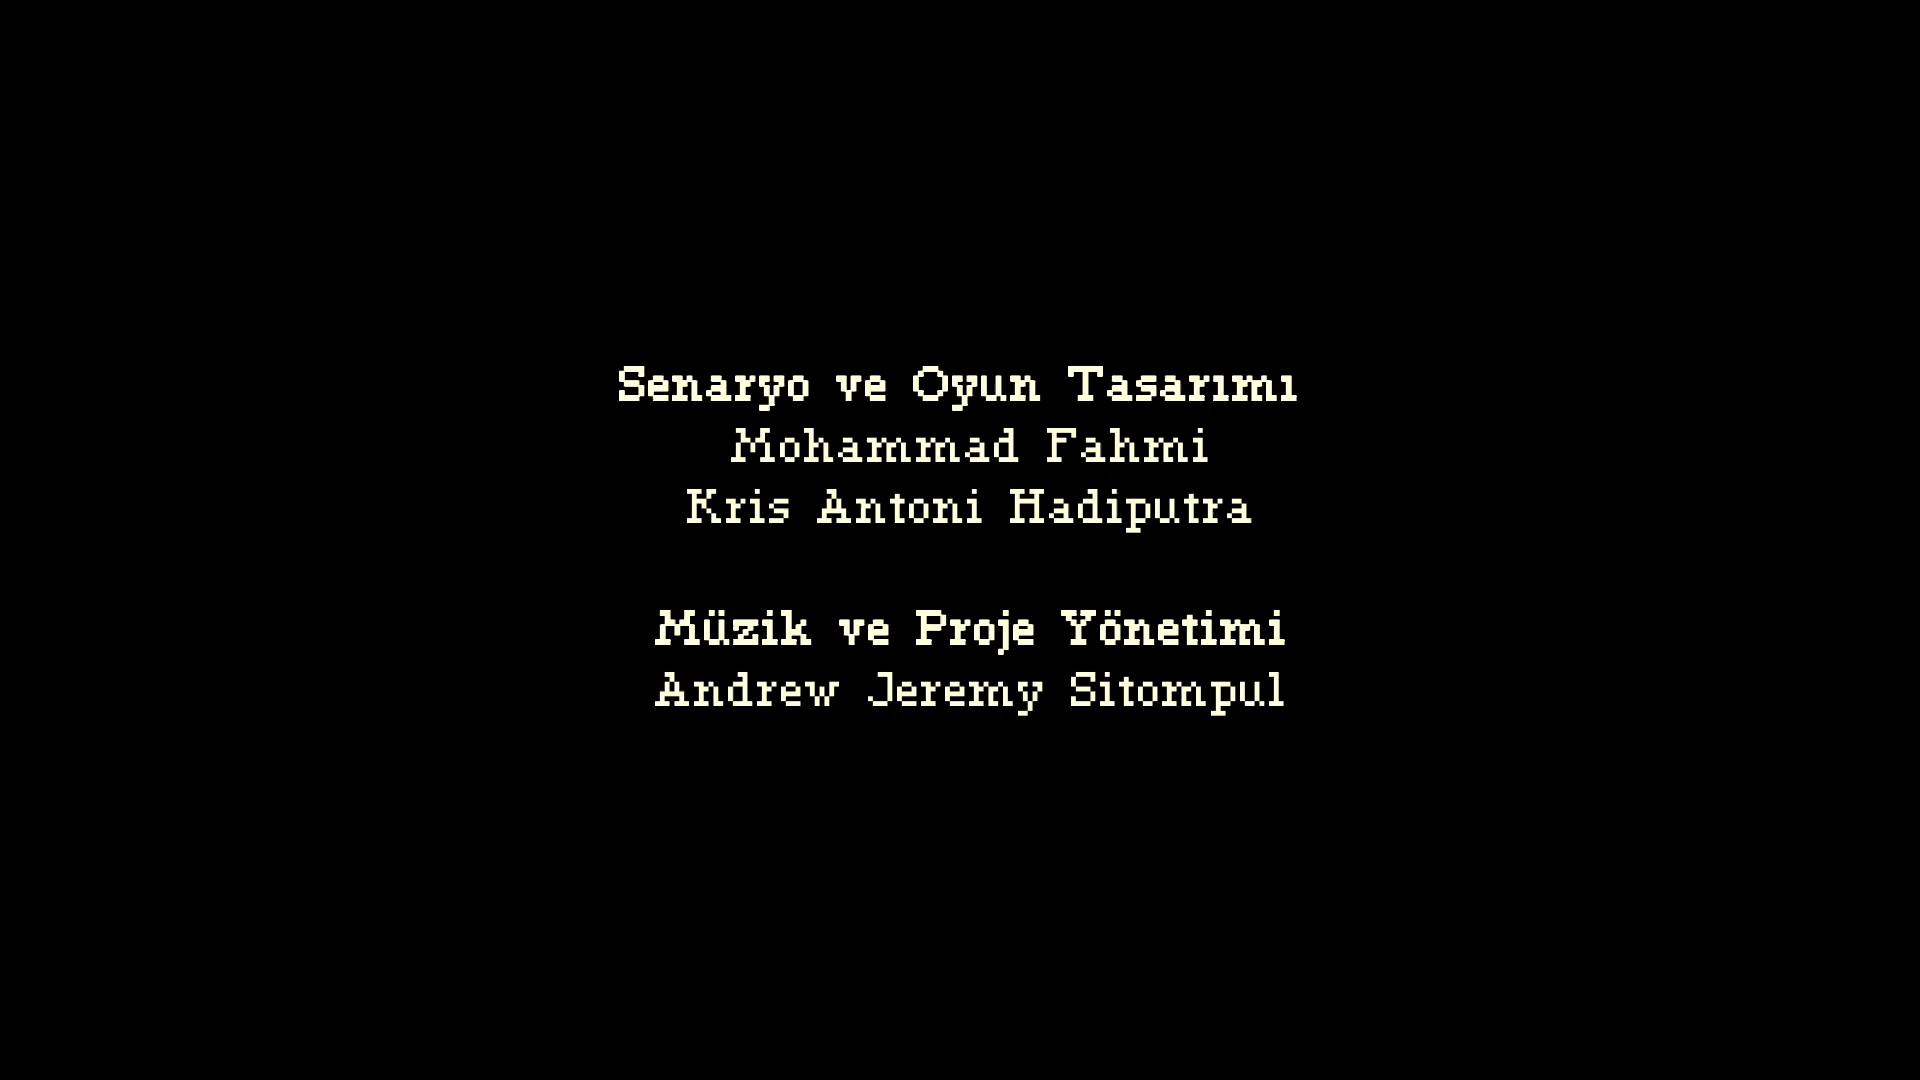 Senaryo ve Oyun Tasarımı
Mohammad Fahmi
Kris Antoni Hadiputra
Müzik ve Proje Yönetimi
Andrew Jeremy Sitompul